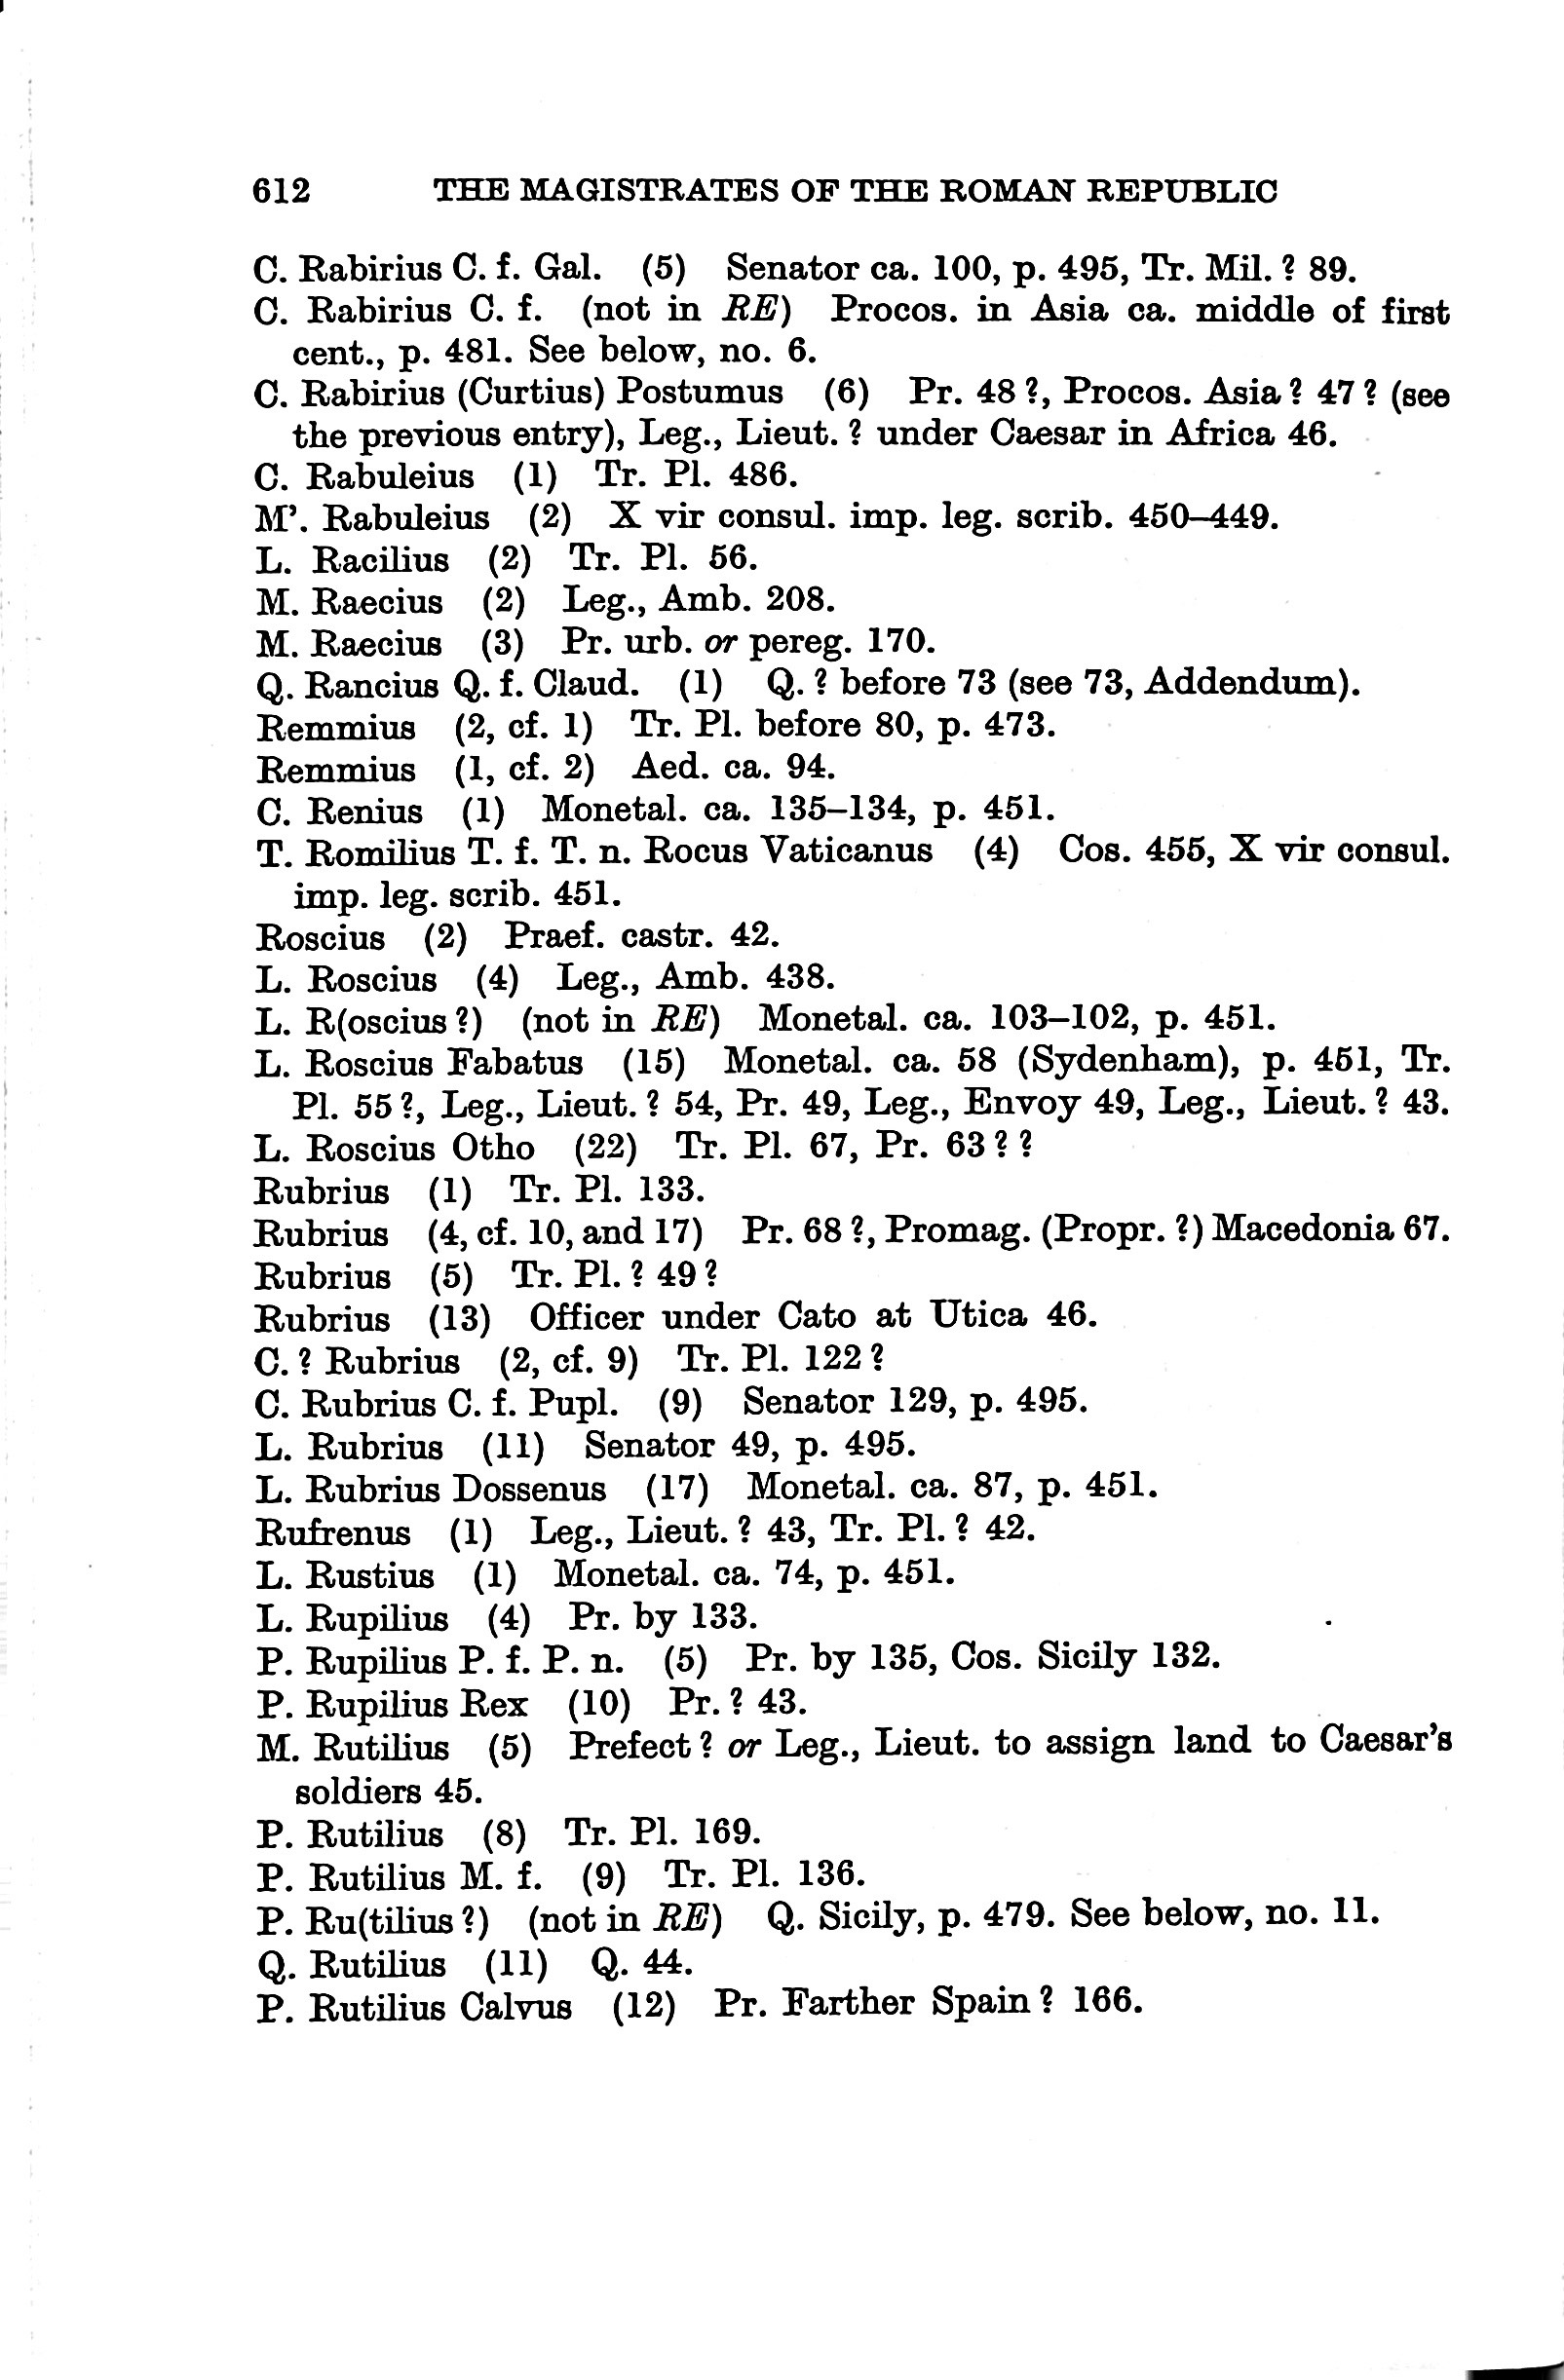 612 THE MAGISTRATES OF THE ROMAN REPUBLIC
C. Rabirius C. f. Gal. (5) Senator ca. 100, p. 495, Tr. Mil. ? 89.
C. Rabirius C. f. (not in RE) Procos. in Asia ca. middle of first
cent., p. 481. See below, no. 6.
C. Rabirius (Curtius) Postumus (6) Pr. 48 ?, Procos. Asia ? 47 ? (see
the previous entry), Leg., Lieut. ? under Caesar in Africa 46.
C. Rabuleius (1) Tr. Pl. 486.
M’. Rabuleius (2) X vir consul. imp. leg. scrib. 450–449.
L. Racilius (2) Tr. Pl. 56.
M. Raecius (2) Leg., Amb. 208.
M. Raecius (3) Pr. urb. or pereg. 170.
Q. Rancius Q. f. Claud. (1) Q. ? before 73 (see 73, Addendum).
Remmius (2, cf. 1) Tr. Pl. before 80, p. 473.
Remmius (1, cf. 2) Aed. ca. 94.
C. Renius (1) Monetal. ca. 135–134, p. 451.
T. Romilius T. f. T. n. Rocus Vaticanus (4) Cos. 455, X vir consul.
imp. leg. scrib. 451.
Roscius (2) Praef. castr. 42.
L. Roscius (4) Leg., Amb. 438.
L. R(oscius ?) (not in RE) Monetal. ca. 103–102, p. 451.
L. Roscius Fabatus (15) Monetal. ca. 58 (Sydenham), p. 451, Tr.
Pl. 55 ?, Leg., Lieut. ? 54, Pr. 49, Leg., Envoy 49, Leg., Lieut. ? 43.
L. Roscius Otho (22) Tr. Pl. 67, Pr. 63 ? ?
Rubrius (1) Tr. Pl. 133.
Rubrius (4, cf. 10, and 17) Pr. 68 ?, Promag. (Propr. ?) Macedonia 67.
Rubrius (5) Tr. Pl. ? 49 ?
Rubrius (13) Officer under Cato at Utica 46.
C. ? Rubrius (2, cf. 9) Tr. Pl. 122 ?
C. Rubrius C. f. Pupl. (9) Senator 129, p. 495.
L. Rubrius (11) Senator 49, p. 495.
L. Rubrius Dossenus (17) Monetal. ca. 87, p. 451.
Rufrenus (1) Leg., Lieut. ? 43, Tr. Pl. ? 42.
L. Rustius (1) Monetal. ca. 74, p. 451.
L. Rupilius (4) Pr. by 133.
P. Rupilius P. f. P. n. (5) Pr. by 135, Cos. Sicily 132.
P. Rupilius Rex (10) Pr. ? 43.
M. Rutilius (5) Prefect ? or Leg., Lieut. to assign land to Caesar’s
soldiers 45.
P. Rutilius (8) Tr. Pl. 169.
P. Rutilius M. f. (9) Tr. Pl. 136.
P. Ru(tilius ?) (not in RE) Q. Sicily, p. 479. See below, no. 11.
Q. Rutilius (11) Q. 44.
P. Rutilius Calvus (12) Pr. Farther Spain ? 166.